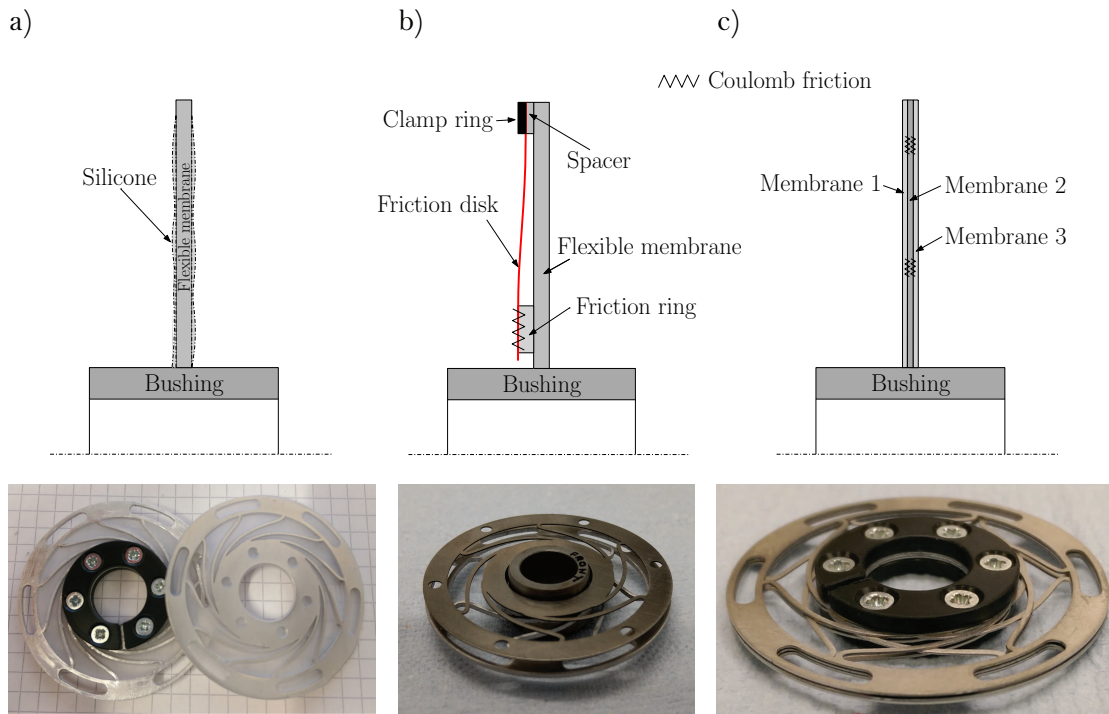 a)
b)
c)
Coulomb friction
Clamp ring
Spacer
Silicone
Flexible membrane
Friction disk
Flexible membrane
Friction ring
Membrane 1
Membrane 2
Membrane 3
Bushing
Bushing
Bushing
FRONT